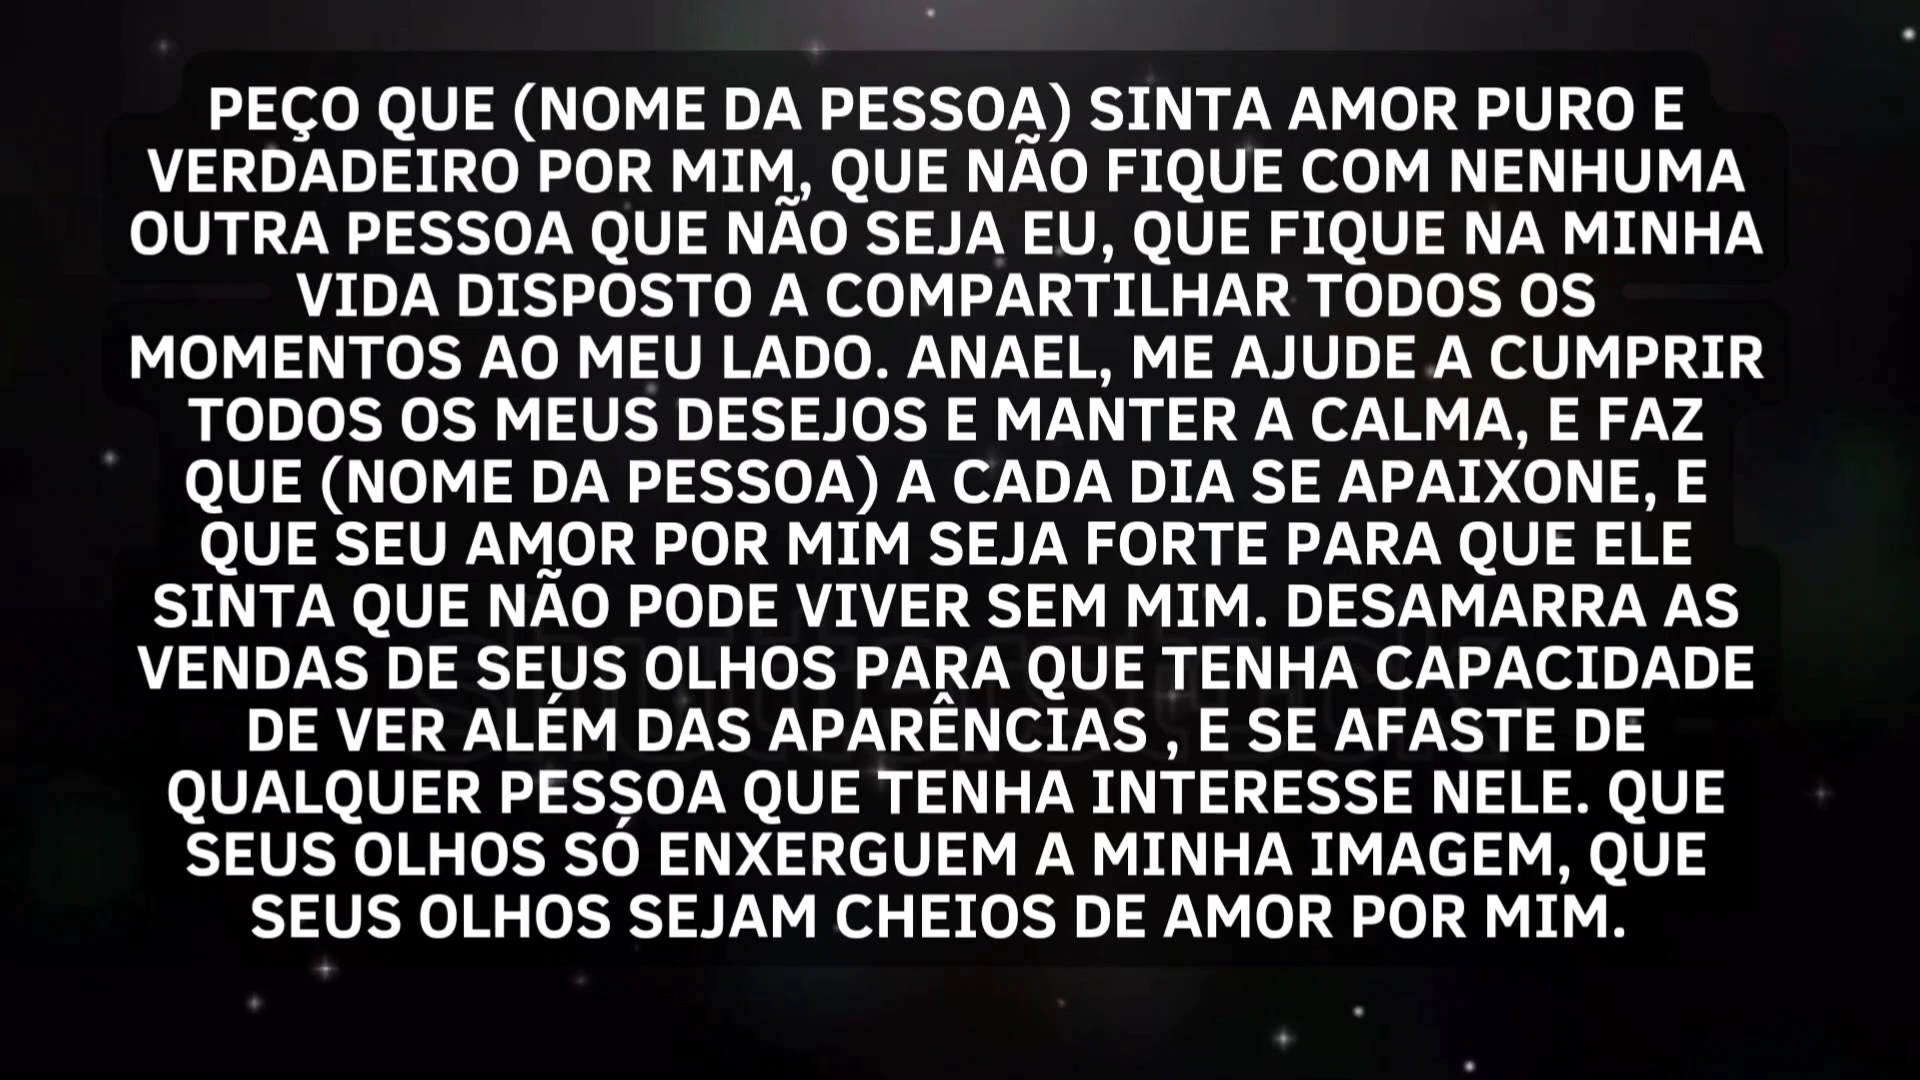 PEÇO QUE (NOME DA PESSOA) SINTA AMOR PURO E
VERDADEIRO POR MIM, QUE NÃO FIQUE COM NENHUMA
OUTRA PESSOA QUE NÃO SEJA EU, QUE FIQUE NA MINHA
VIDA DISPOSTO A COMPARTILHAR TODOS OS
MOMENTOS AO MEU LADO. ANAEL, ME AJUDE A CUMPRIR
TODOS OS MEUS DESEJOS E MANTER A CALMA, E FAZ
QUE (NOME DA PESSOA) A CADA DIA SE APAIXONE, E
QUE SEU AMOR POR MIM SEJA FORTE PARA QUE ELE
SINTA QUE NÃO PODE VIVER SEM MIM. DESAMARRA AS
VENDAS DE SEUS OLHOS PARA QUE TENHA CAPACIDADE
DE VER ALÉM DAS APARÊNCIAS , E SE AFASTE DE
QUALQUER PESSOA QUE TENHA INTERESSE NELE. QUE
SEUS OLHOS SÓ ENXERGUEM A MINHA IMAGEM, QUE
SEUS OLHOS SEJAM CHEIOS DE AMOR POR MIM.